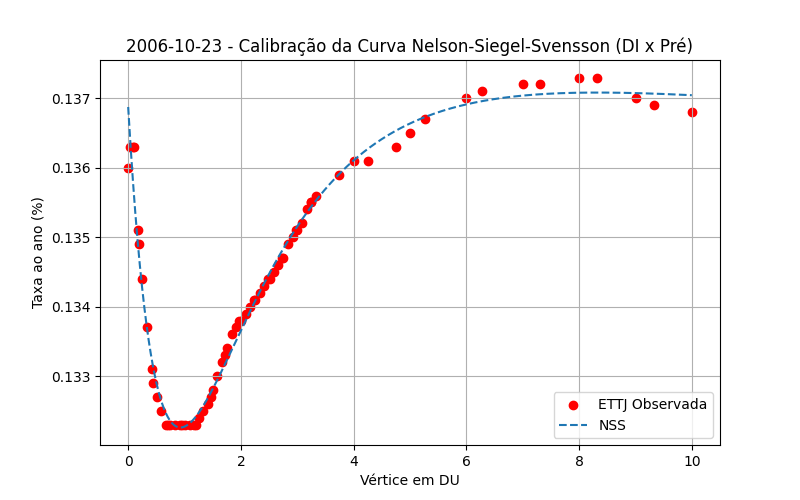 2006-10-23 - Calibração da Curva Nelson-Siegel-Svensson (DI x Pré)
Taxa ao ano (%)
0.137
0.136
0.135
0.134
0.133
ETTJ Observada
NSS
0 2 4 6 8 10
Vértice em DU